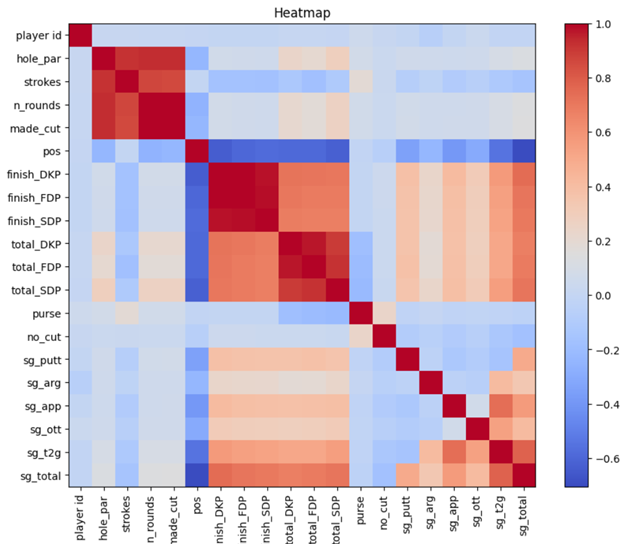 Heatmap
player id
hole_par
strokes
n_rounds
made_cut
pos
finish_DKP
finish_FDP
finish_SDP
total_DKP
total_FDP
total_SDP
purse
no_cut
sg_putt
sg_arg
sg_app
sg_ott
sg_t2g
sg_total
player id
hole_par
strokes
n_rounds
made_cut
pos
nish_DKP
nish_FDP
nish_SDP
total_DKP
total_FDP
total_SDP
purse
no_cut
sg_putt
sg_arg
sg_app
sg_ott
sg_t2g
sg_total
1.0
0.8
0.6
0.4
0.2
0.0
−0.2
−0.4
−0.6